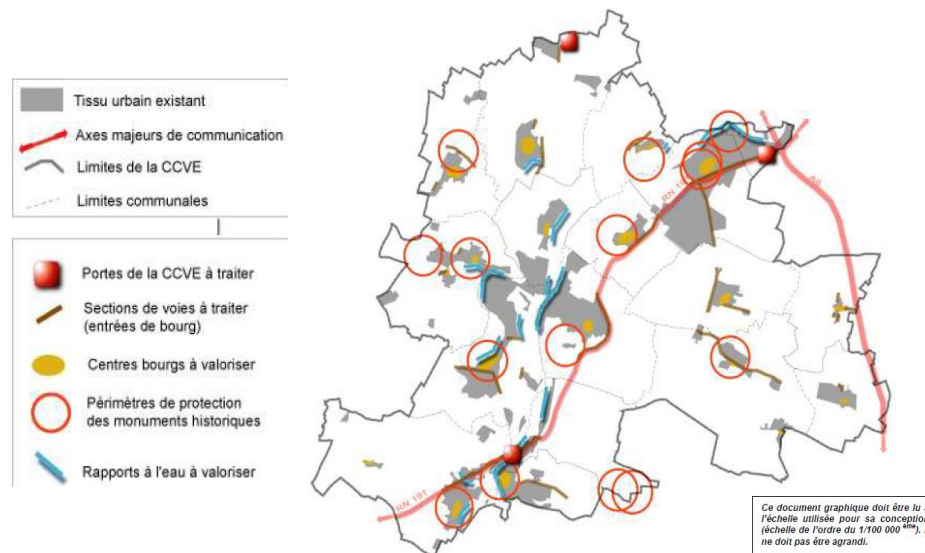 Tissu urbain existant
Axes majeurs de communication
Limites de la CCVE
Limites communales
Portes de la CCVE à traiter
Sections de voies à traiter
(entrées de bourg)
Centres bourgs à valoriser
Périmètres de protection
des monuments historiques
Rapports à l'eau à valoriser
RN 19
A6
RN 191
Ce document graphique doit être lu
l'échelle utilisée pour sa conception
(échelle de l'ordre du 1/100 000 ème).
ne doit pas être agrandi.